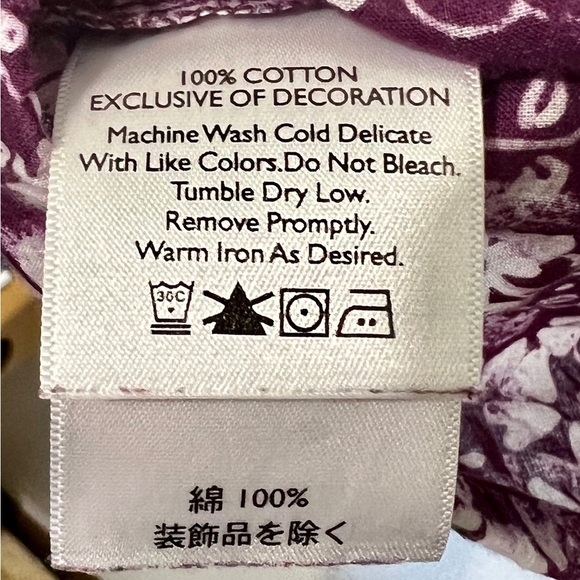 100% COTTON
EXCLUSIVE OF DECORATION
Machine Wash Cold Delicate
With Like Colors.Do Not Bleach.
Tumble Dry Low.
Remove Promptly.
Warm Iron As Desired.
30C
綿 100%
装飾品を除く